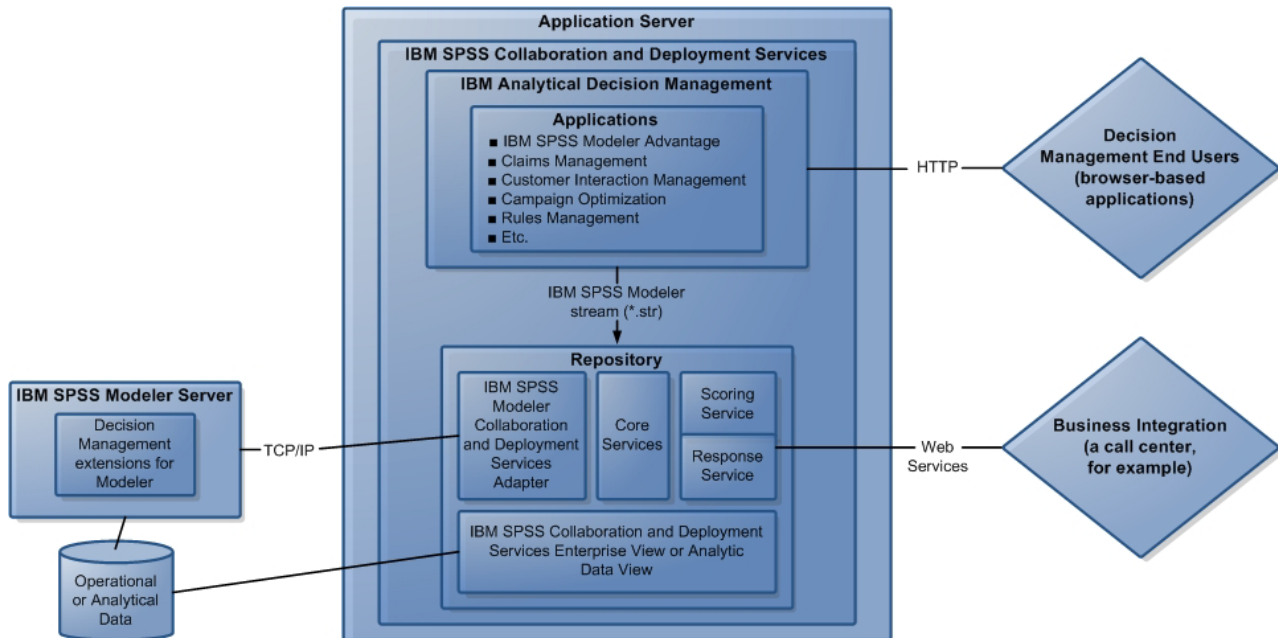 Application Server
IBM SPSS Collaboration and Deployment Services
IBM Analytical Decision Management
Applications
■ IBM SPSS Modeler Advantage
■ Claims Management
■ Customer Interaction Management
■ Campaign Optimization
■ Rules Management
■ Etc.
HTTP
Decision
Management End Users
(browser-based
applications)
IBM SPSS Modeler
stream (*.str)
Repository
IBM SPSS
Modeler
Collaboration
and Deployment
Services
Adapter
Core
Services
Scoring
Service
Response
Service
IBM SPSS Collaboration and Deployment
Services Enterprise View or Analytic
Data View
IBM SPSS Modeler Server
Decision
Management
extensions for
Modeler
TCP/IP
Operational
or Analytical
Data
Web
Services
Business Integration
(a call center,
for example)